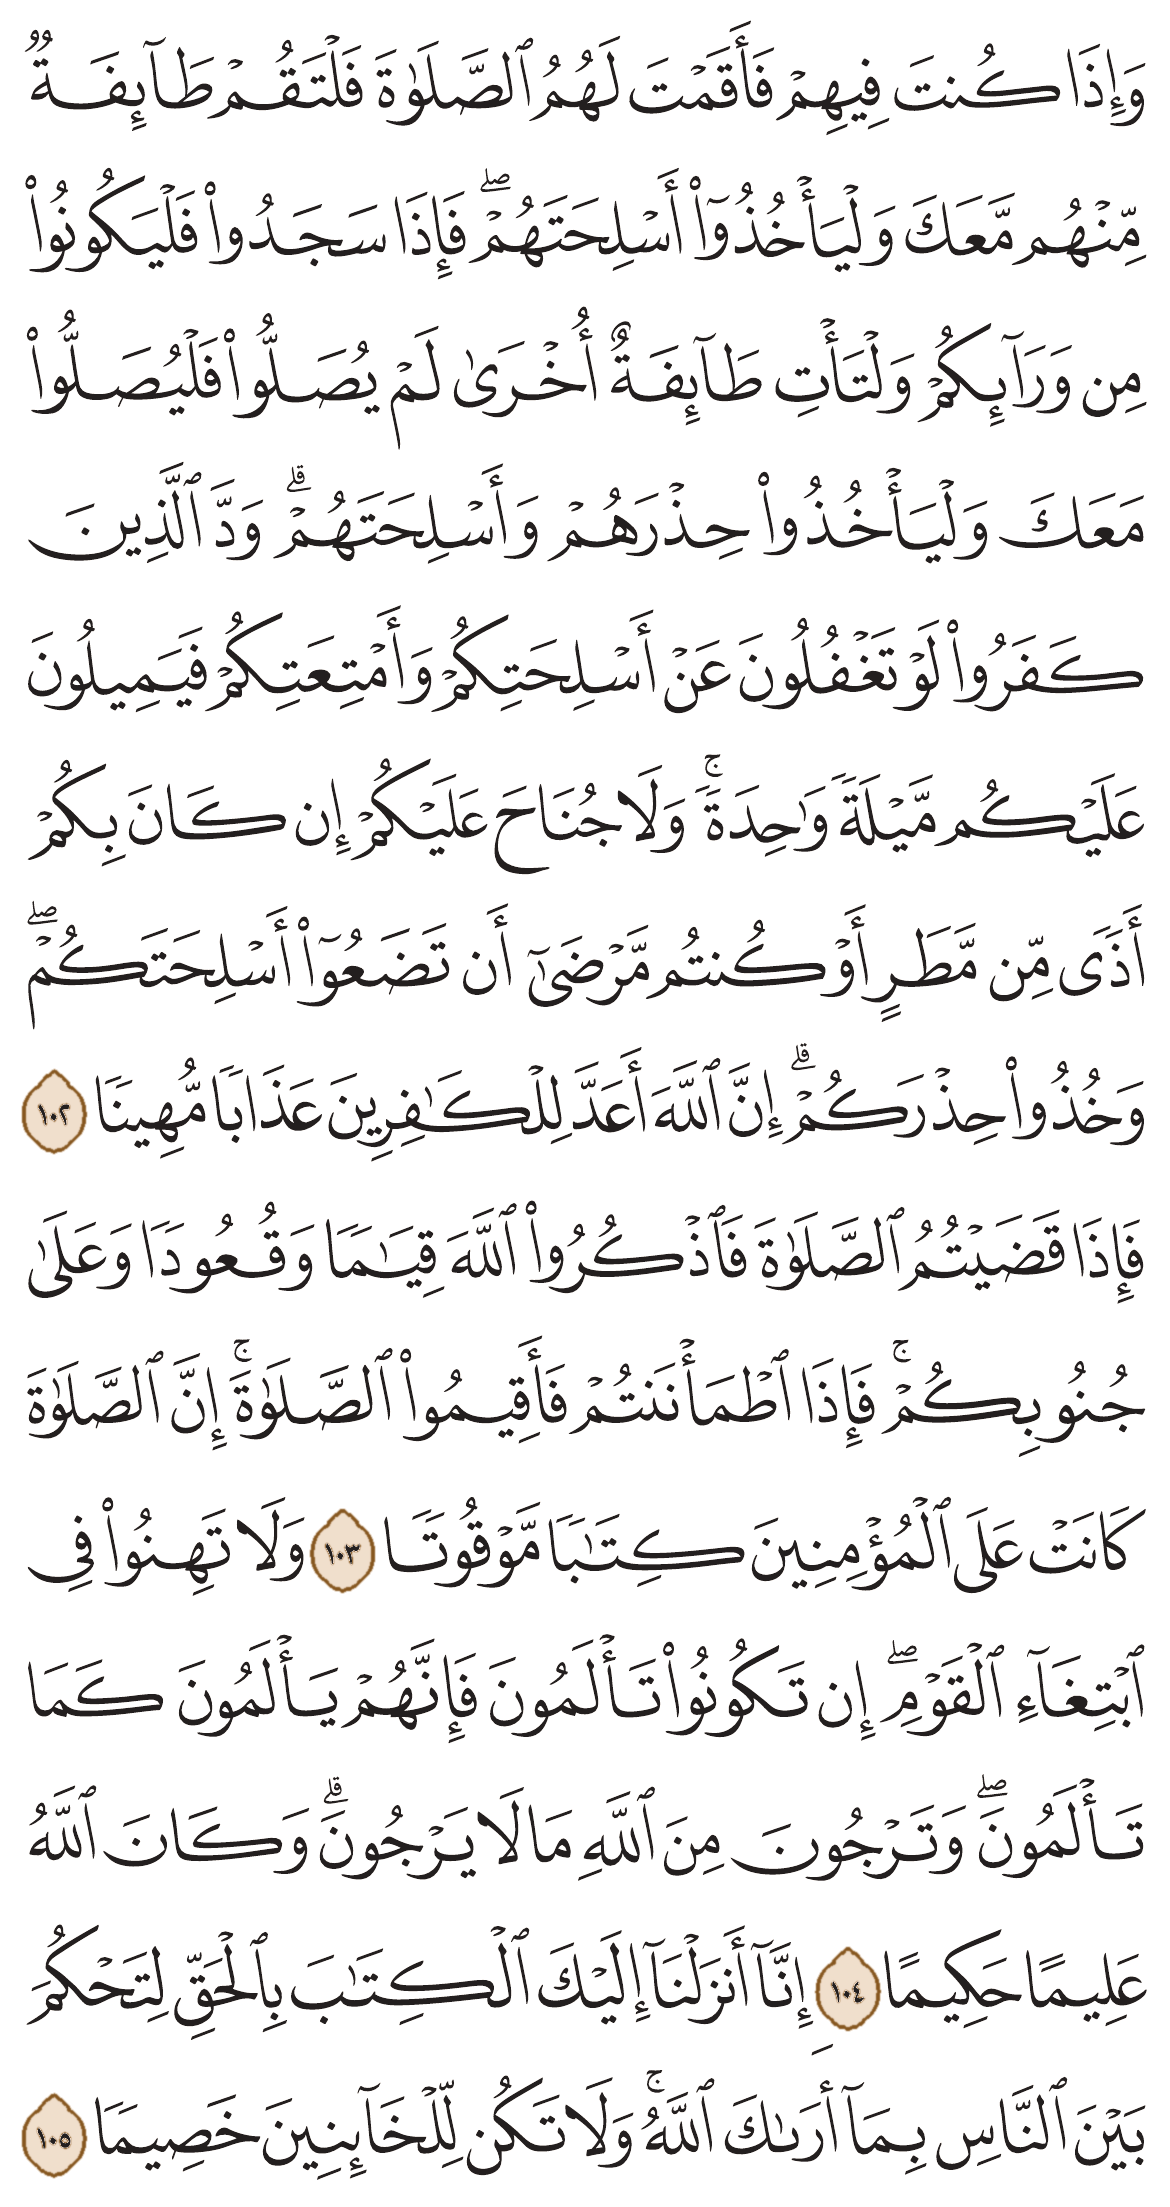 وَإِذَا كُنتَ فِيهِمْ فَأَقَمْتَ لَهُمُ ٱلصَّلَوٰةَ فَلْتَقُمْ طَآئِفَةٌ
مِّنْهُم مَّعَكَ وَلْيَأْخُذُوٓا۟ أَسْلِحَتَهُمْ ۖ فَإِذَا سَجَدُوا۟ فَلْيَكُونُوا۟
مِن وَرَآئِكُمْ وَلْتَأْتِ طَآئِفَةٌ أُخْرَىٰ لَمْ يُصَلُّوا۟ فَلْيُصَلُّوا۟
مَعَكَ وَلْيَأْخُذُوا۟ حِذْرَهُمْ وَأَسْلِحَتَهُمْ ۗ وَدَّ ٱلَّذِينَ
كَفَرُوا۟ لَوْ تَغْفُلُونَ عَنْ أَسْلِحَتِكُمْ وَأَمْتِعَتِكُمْ فَيَمِيلُونَ
عَلَيْكُم مَّيْلَةً وَٰحِدَةً ۚ وَلَا جُنَاحَ عَلَيْكُمْ إِن كَانَ بِكُمْ
أَذًى مِّن مَّطَرٍ أَوْ كُنتُم مَّرْضَىٰٓ أَن تَضَعُوٓا۟ أَسْلِحَتَكُمْ ۖ
وَخُذُوا۟ حِذْرَكُمْ ۗ إِنَّ ٱللَّهَ أَعَدَّ لِلْكَـٰفِرِينَ عَذَابًا مُّهِينًا ١٠٢
فَإِذَا قَضَيْتُمُ ٱلصَّلَوٰةَ فَٱذْكُرُوا۟ ٱللَّهَ قِيَـٰمًا وَقُعُودًا وَعَلَىٰ
جُنُوبِكُمْ ۚ فَإِذَا ٱطْمَأْنَنتُمْ فَأَقِيمُوا۟ ٱلصَّلَوٰةَ ۚ إِنَّ ٱلصَّلَوٰةَ
كَانَتْ عَلَى ٱلْمُؤْمِنِينَ كِتَـٰبًا مَّوْقُوتًا ١٠٣ وَلَا تَهِنُوا۟ فِى
ٱبْتِغَآءِ ٱلْقَوْمِ ۖ إِن تَكُونُوا۟ تَأْلَمُونَ فَإِنَّهُمْ يَأْلَمُونَ كَمَا
تَأْلَمُونَ ۖ وَتَرْجُونَ مِنَ ٱللَّهِ مَا لَا يَرْجُونَ ۗ وَكَانَ ٱللَّهُ
عَلِيمًا حَكِيمًا ١٠٤ إِنَّآ أَنزَلْنَآ إِلَيْكَ ٱلْكِتَـٰبَ بِٱلْحَقِّ لِتَحْكُمَ
بَيْنَ ٱلنَّاسِ بِمَآ أَرَىٰكَ ٱللَّهُ ۚ وَلَا تَكُن لِّلْخَآئِنِينَ خَصِيمًا ١٠٥